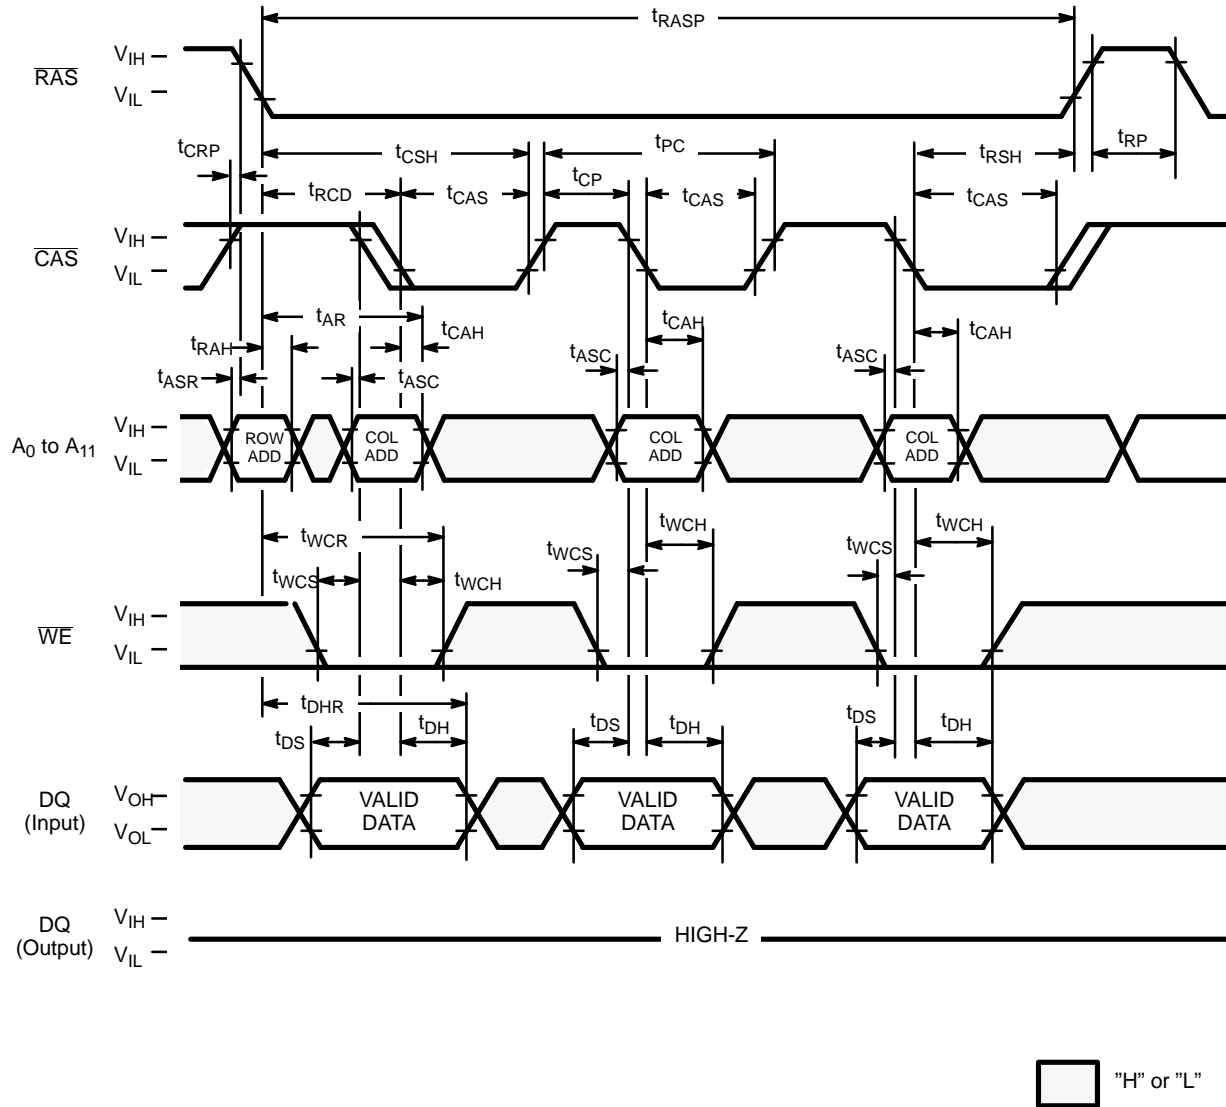 tRASP
VIH
RAS
VIL
tCRP
tCSH
tPC
tRSH
tRP
tRCD
tCAS
tCP
tCAS
tCAS
VIH
CAS
VIL
tAR
tRAH
tCAH
tCAH
tCAH
tASR
tASC
tASC
tASC
A0 to A11
VIH
VIL
ROW ADD
COL ADD
COL ADD
COL ADD
tWCR
tWCH
tWCH
tWCS
tWCH
tWCS
tWCS
VIH
WE
VIL
tDHR
tDS
tDH
tDS
tDH
tDS
tDH
DQ
(Input)
VOH
VOL
VALID
DATA
VALID
DATA
VALID
DATA
DQ
(Output)
VIH
VIL
HIGH-Z
"H" or "L"